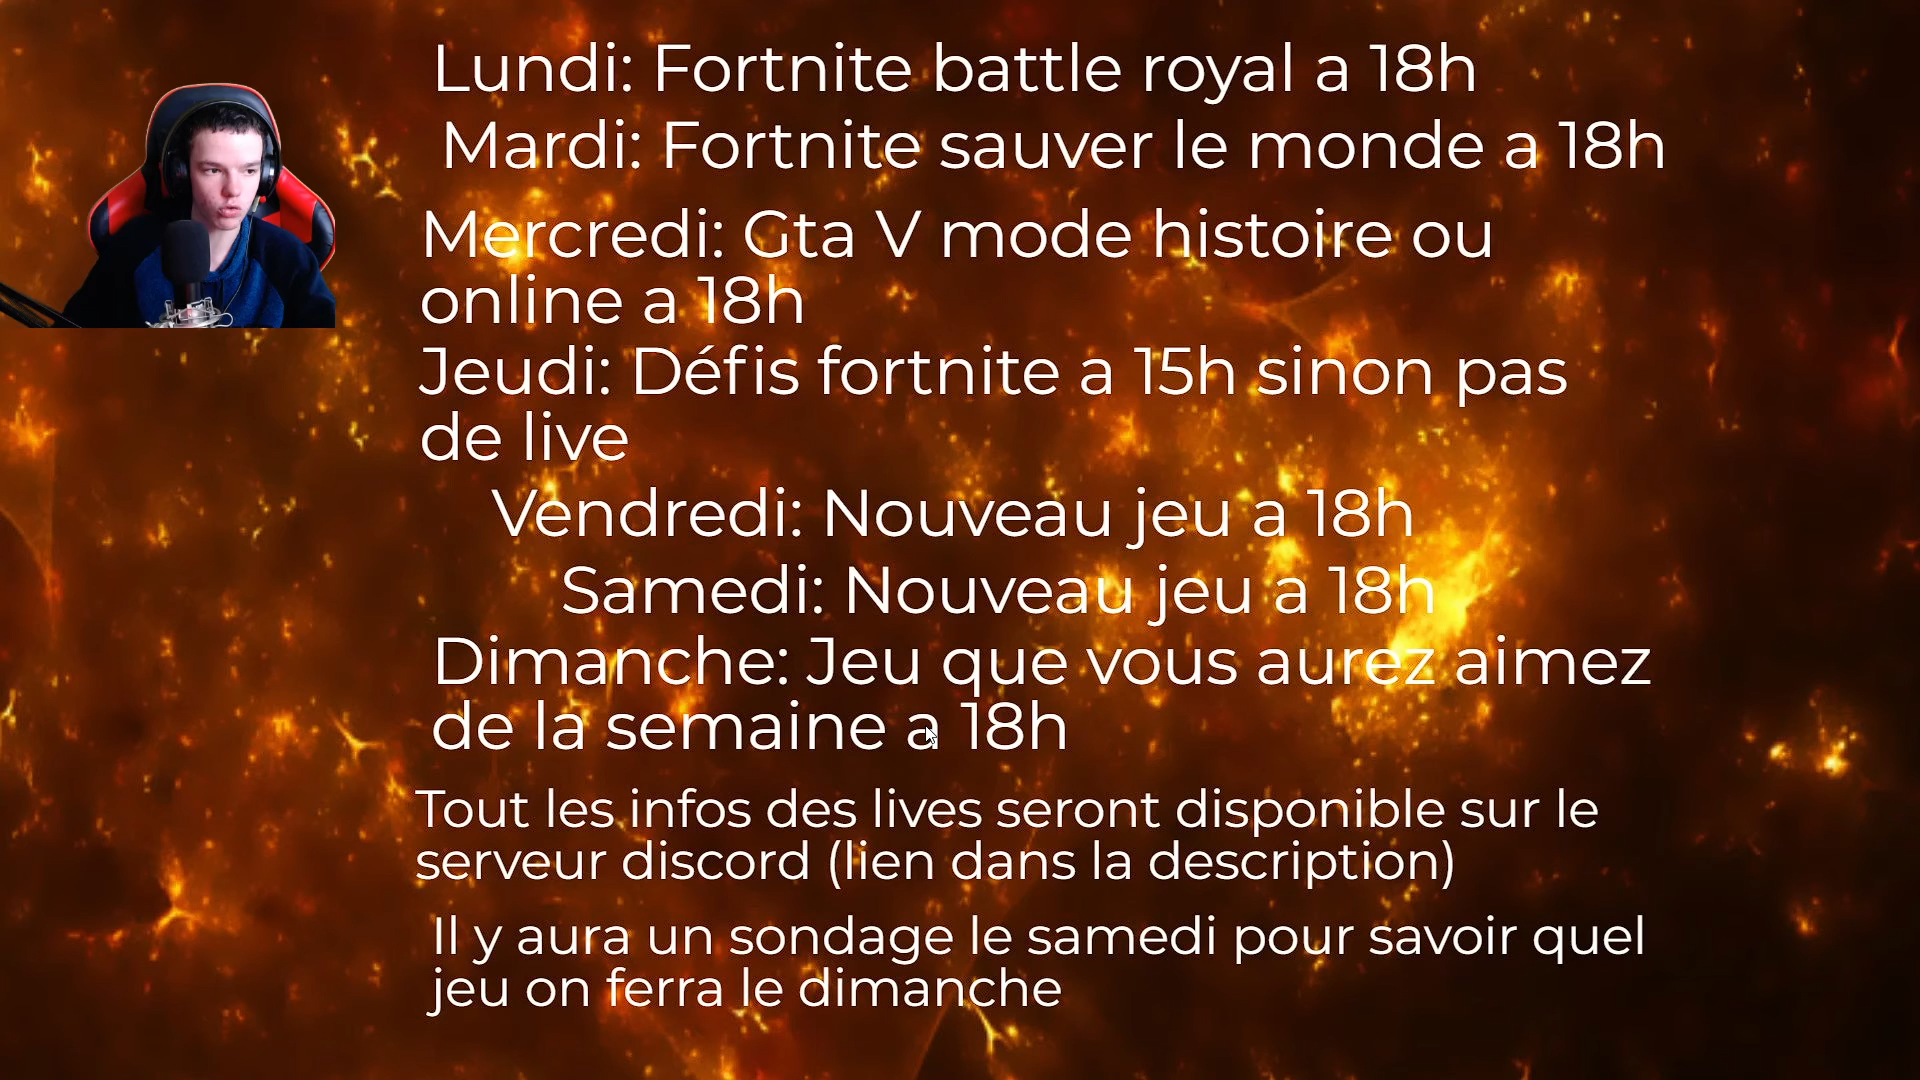 Lundi: Fortnite battle royal a 18h
Mardi: Fortnite sauver le monde a 18h
Mercredi: Gta V mode histoire ou
online a 18h
Jeudi: Défis fortnite a 15h sinon pas
de live
Vendredi: Nouveau jeu a 18h
Samedi: Nouveau jeu a 18h
Dimanche: Jeu que vous aurez aimez
de la semaine a 18h
Tout les infos des lives seront disponible sur le
serveur discord (lien dans la description)
Il y aura un sondage le samedi pour savoir quel
jeu on ferra le dimanche